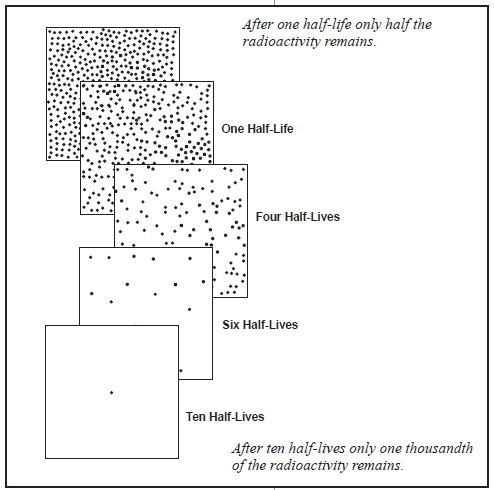 After one half-life only half the
radioactivity remains.
One Half-Life
Four Half-Lives
Six Half-Lives
Ten Half-Lives
After ten half-lives only one thousandth
of the radioactivity remains.